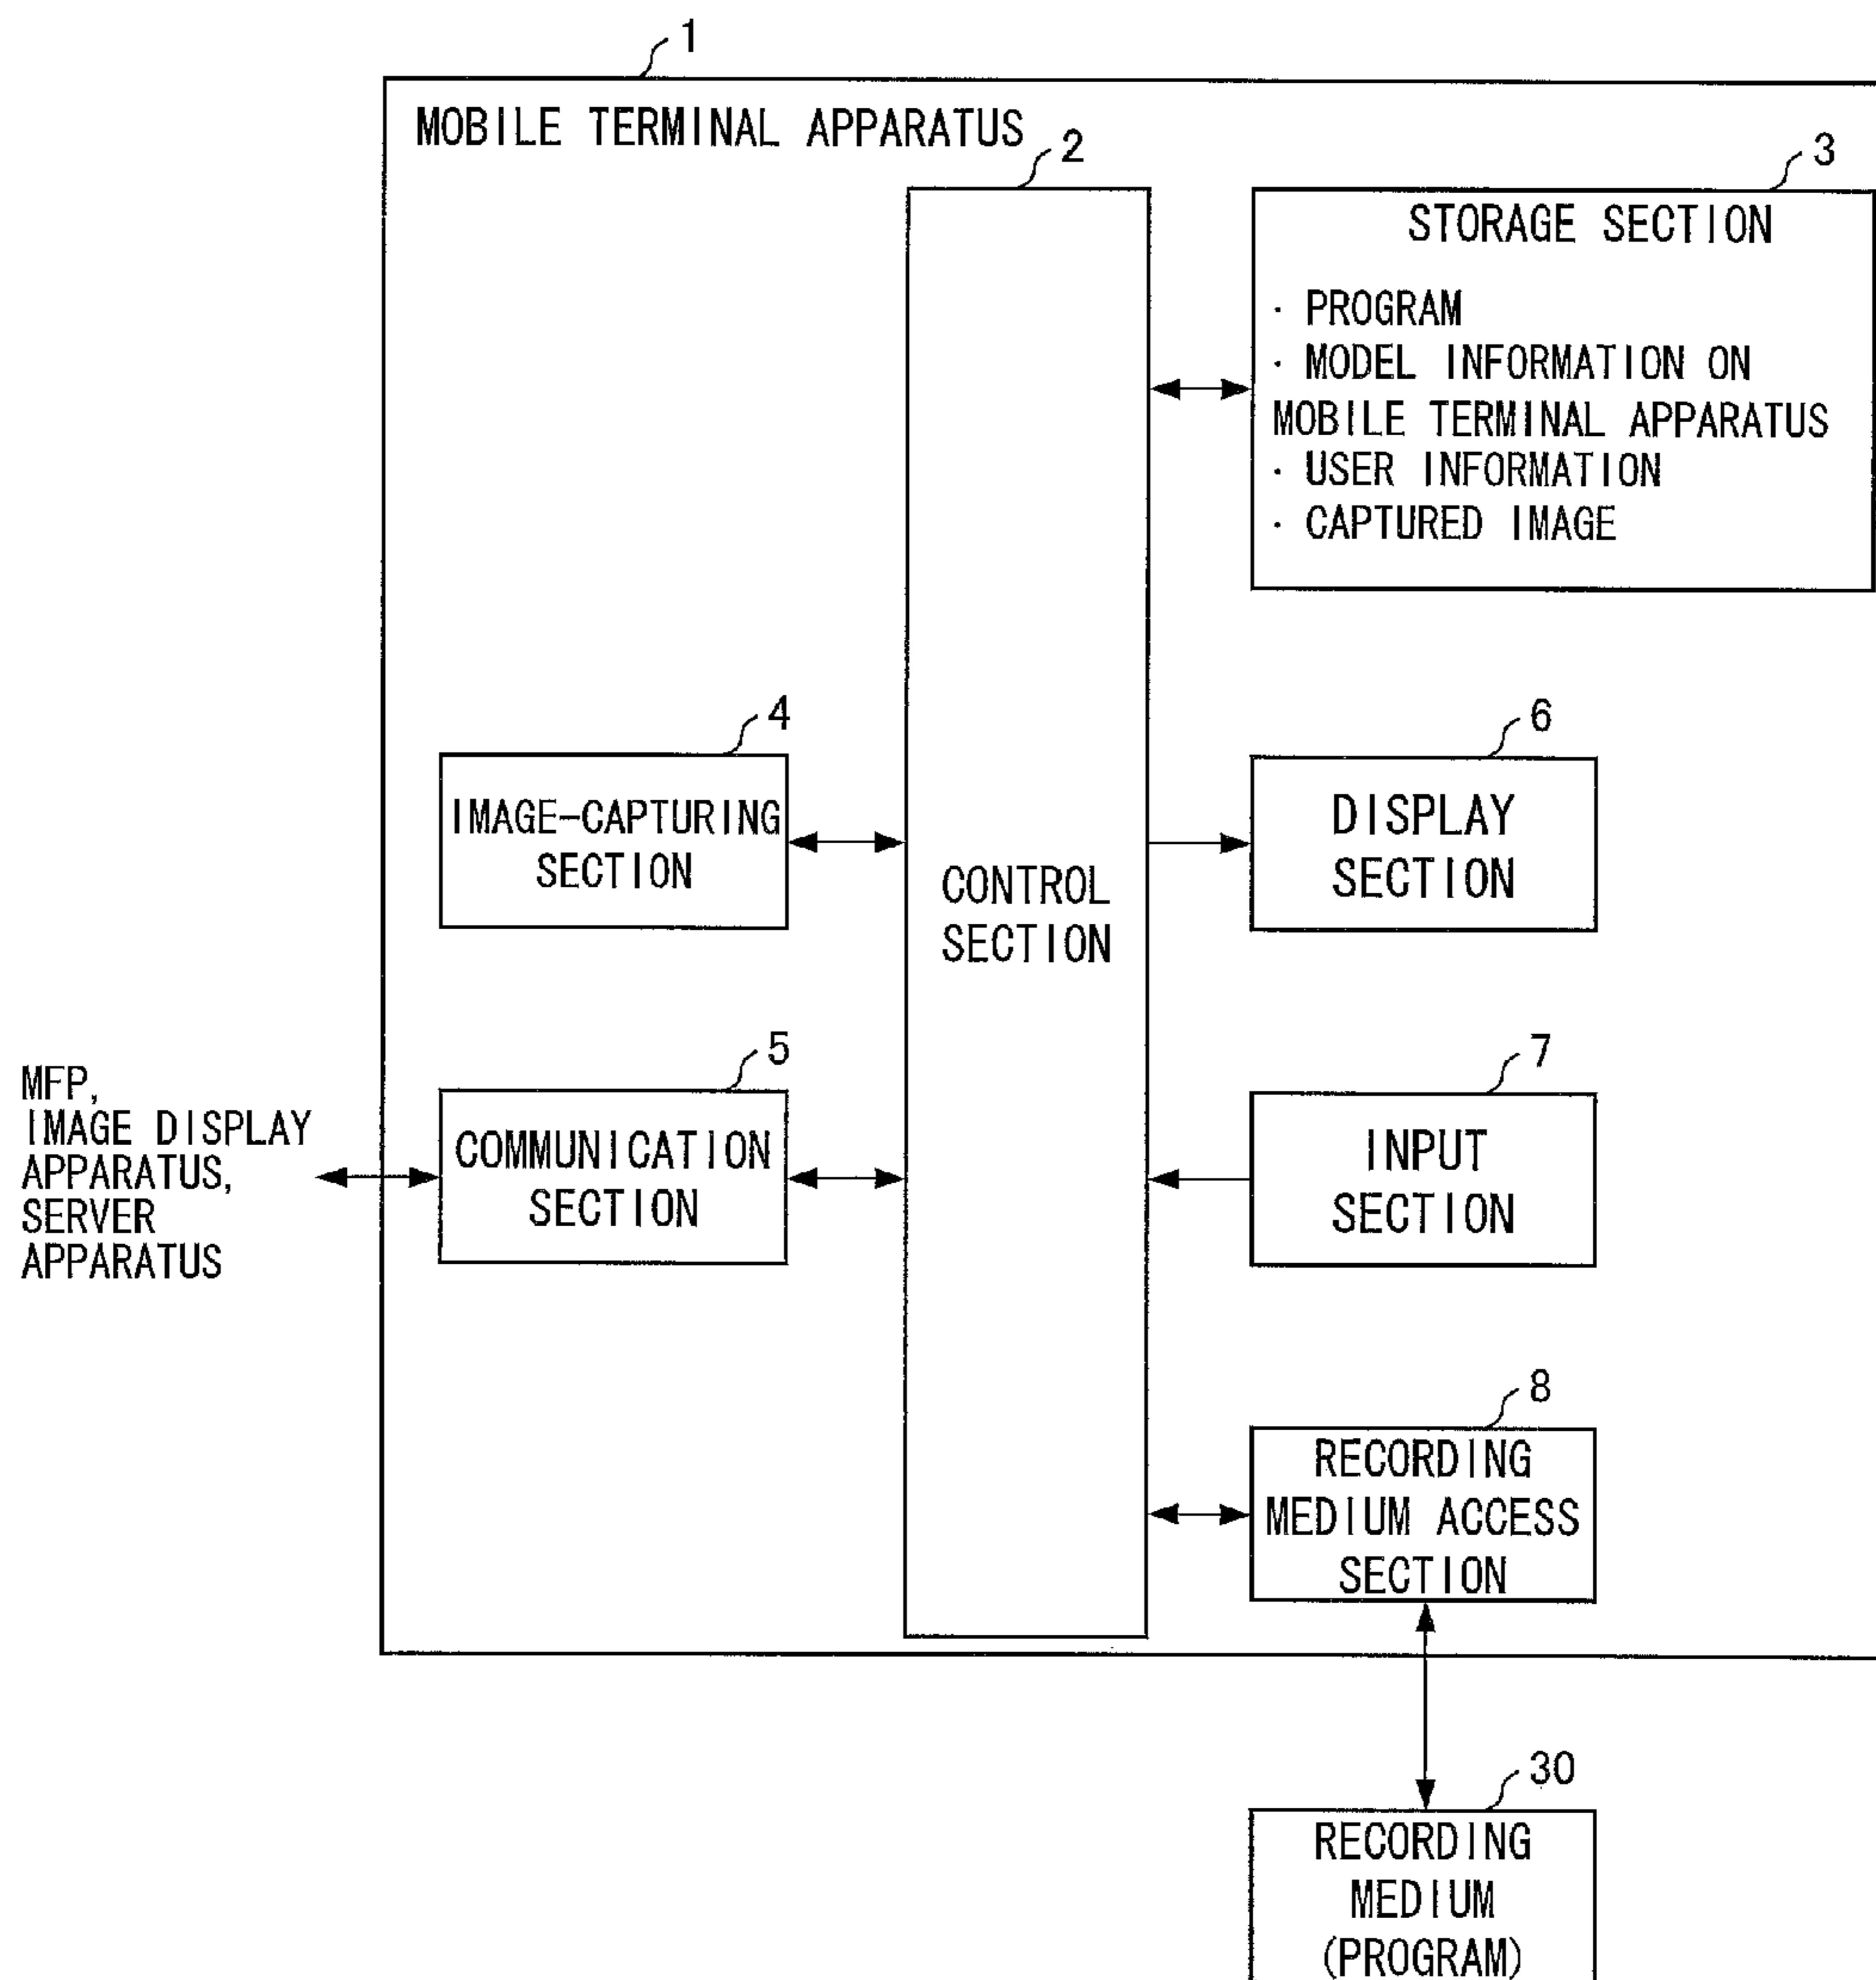 1
MOBILE TERMINAL APPARATUS
2
3
STORAGE SECTION
· PROGRAM
· MODEL INFORMATION ON
MOBILE TERMINAL APPARATUS
· USER INFORMATION
· CAPTURED IMAGE
4
IMAGE-CAPTURING
SECTION
CONTROL
SECTION
6
DISPLAY
SECTION
MFP,
IMAGE DISPLAY
APPARATUS,
SERVER
APPARATUS
5
COMMUNICATION
SECTION
7
INPUT
SECTION
8
RECORDING
MEDIUM ACCESS
SECTION
30
RECORDING
MEDIUM
(PROGRAM)